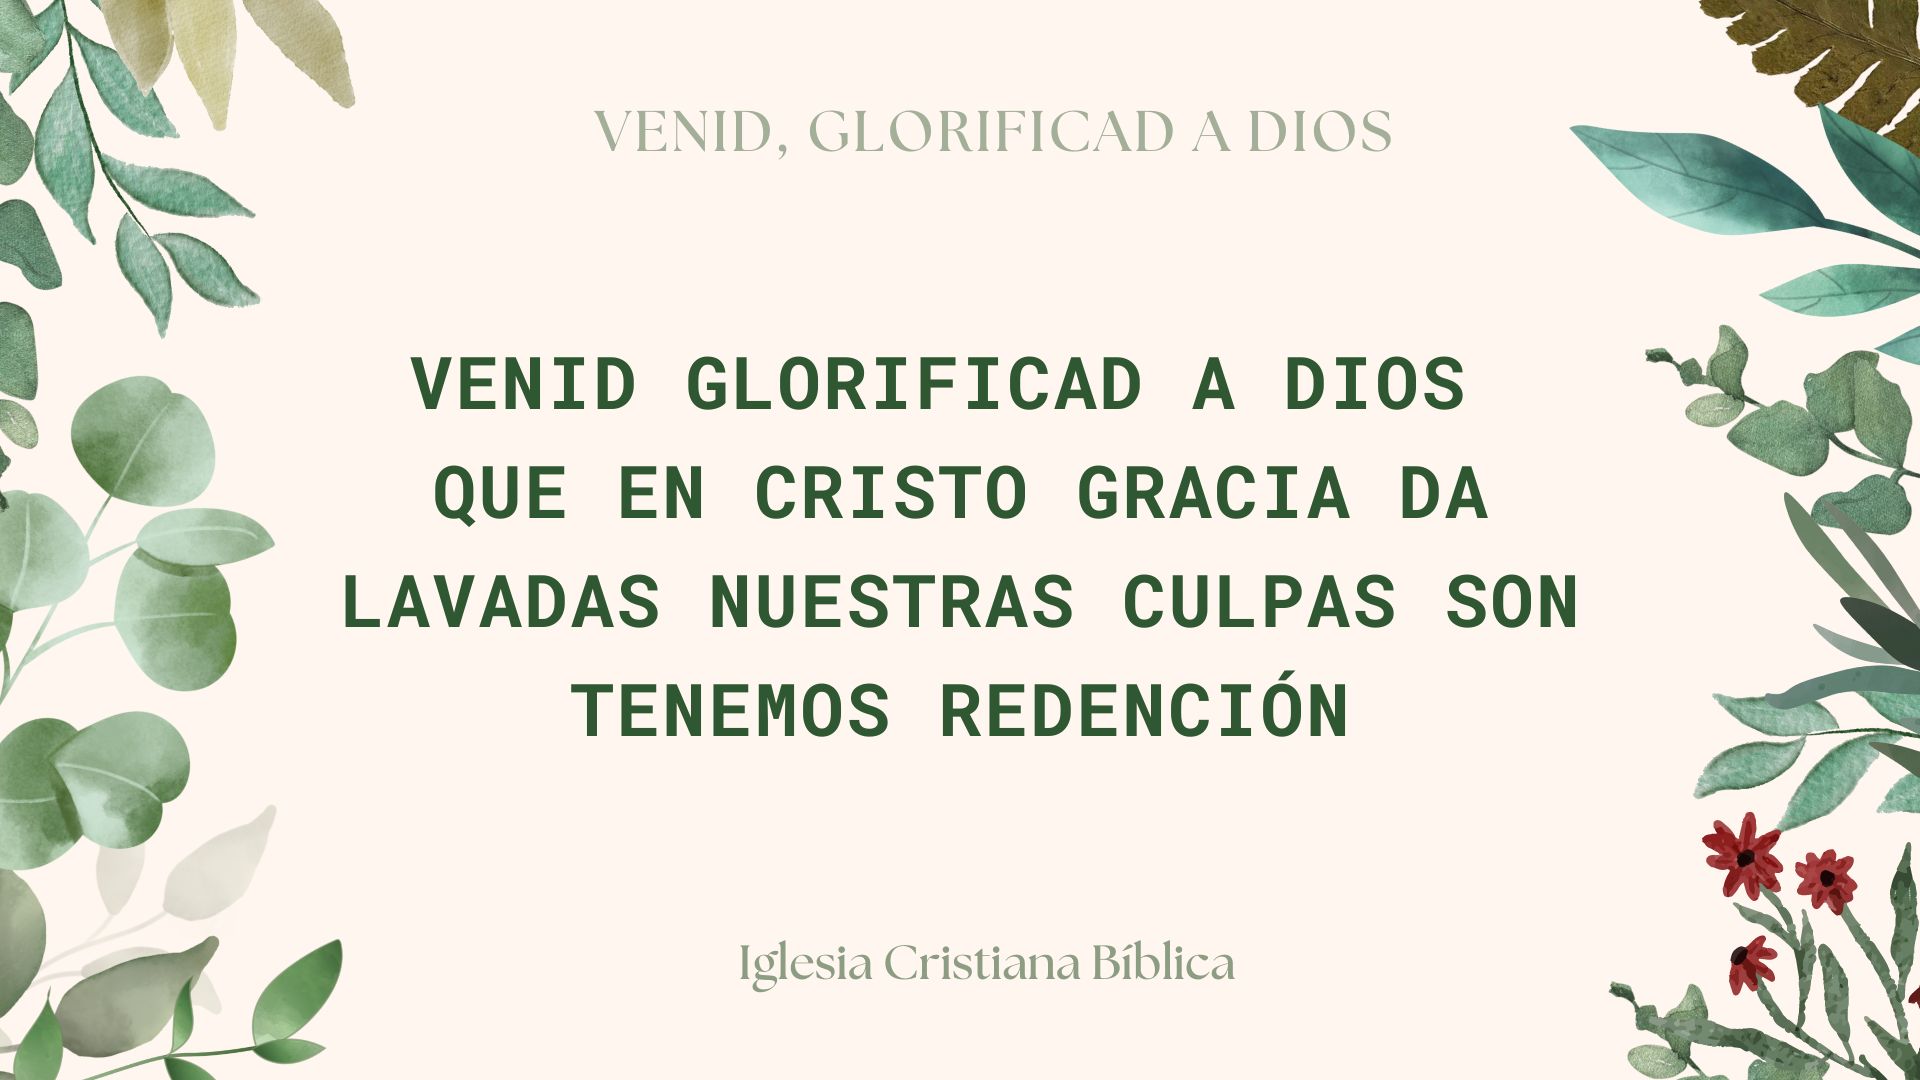 VENID, GLORIFICAD A DIOS
VENID GLORIFICAD A DIOS
QUE EN CRISTO GRACIA DA
LAVADAS NUESTRAS CULPAS SON
TENEMOS REDENCIÓN
Iglesia Cristiana Bíblica